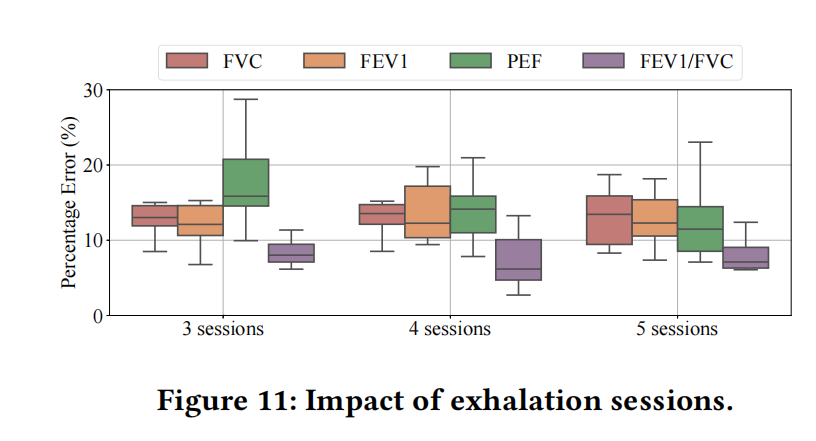 FVC FEV1 PEF FEV1/FVC
Percentage Error (%)
30
20
10
0
3 sessions 4 sessions 5 sessions
Figure 11: Impact of exhalation sessions.